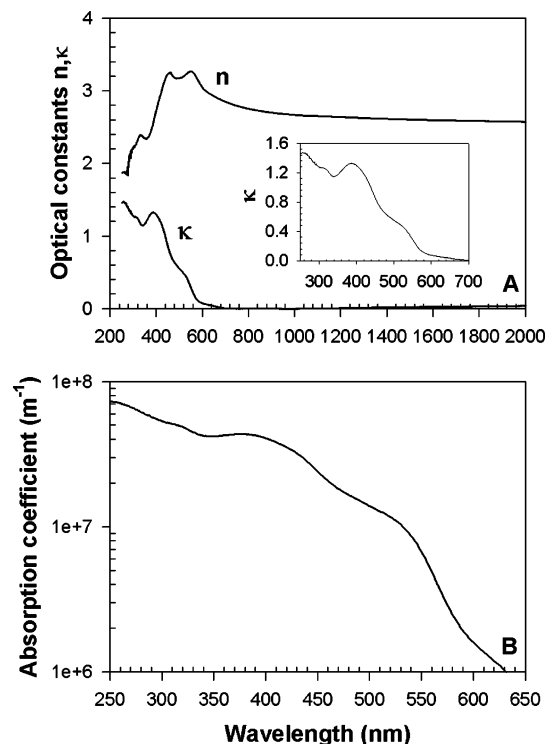 Optical constants n,κ
4
3
2
1
0
n
κ
κ
1.6
1.2
0.8
0.4
0.0
300 400 500 600 700
A
200 400 600 800 1000 1200 1400 1600 1800 2000
Absorption coefficient (m-1)
1e+8
1e+7
1e+6
B
250 300 350 400 450 500 550 600 650
Wavelength (nm)